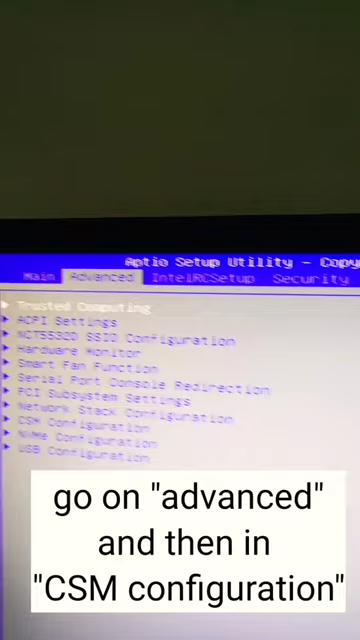 Aptio Setup Utility - Copy
Main Advanced IntelRCSetup Security
Trusted Computing
ACPI Settings
NCT5532D SSIO Configuration
Hardware Monitor
Smart Fan Function
Serial Port Console Redirection
PCI Subsystem Settings
Network Stack Configuration
CSM Configuration
NVMe Configuration
USB Configuration
go on "advanced"
and then in
"CSM configuration"